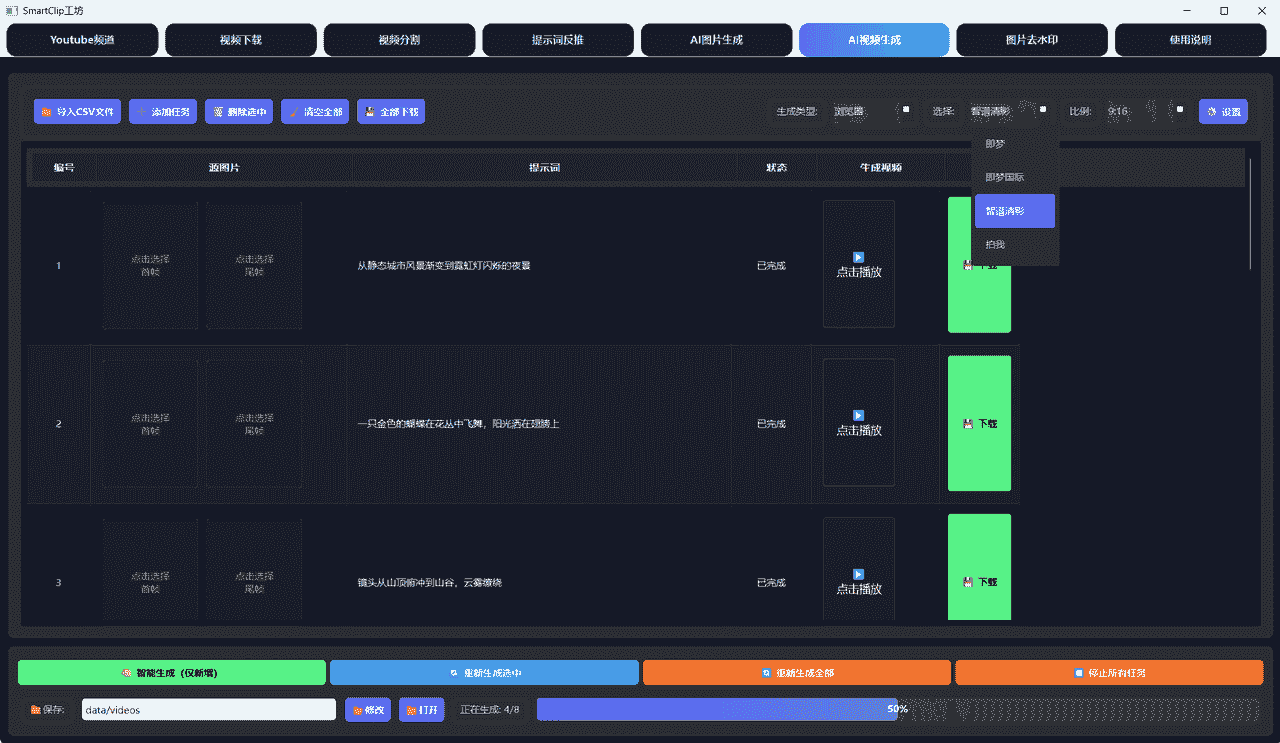 SmartClip工坊
Youtube频道
视频下载
视频分割
提示词反推
AI图片生成
AI视频生成
图片去水印
使用说明
导入CSV文件
添加任务
删除选中
清空全部
全部下载
生成类型:
浏览器
选择:
智谱清影
比例:
9:16
设置
即梦
即梦国际
智谱清影
拍我
编号
源图片
提示词
状态
生成视频
1
点击选择
首帧
点击选择
尾帧
从静态城市风景渐变到霓虹灯闪烁的夜景
已完成
点击播放
下载
2
点击选择
首帧
点击选择
尾帧
一只金色的蝴蝶在花丛中飞舞，阳光洒在翅膀上
已完成
点击播放
下载
3
点击选择
首帧
点击选择
尾帧
镜头从山顶俯冲到山谷，云雾缭绕
已完成
点击播放
下载
智能生成（仅新增）
重新生成选中
重新生成全部
停止所有任务
保存:
data/videos
修改
打开
正在生成: 4/8
50%